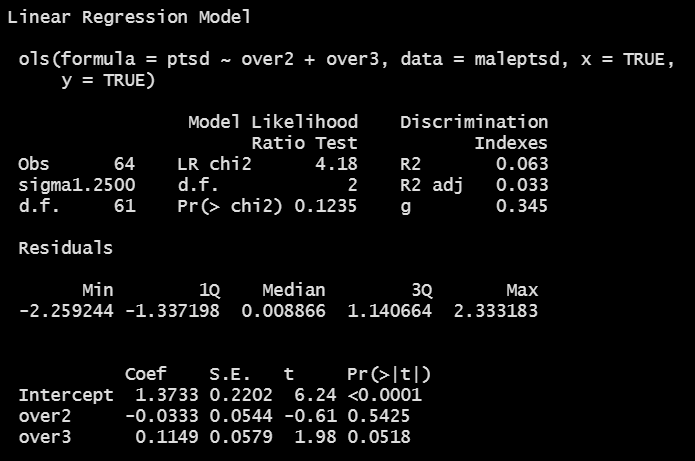 Linear Regression Model
ols(formula = ptsd ~ over2 + over3, data = maleptsd, x = TRUE,
y = TRUE)
Model Likelihood Discrimination
Ratio Test Indexes
Obs 64 LR chi2 4.18 R2 0.063
sigma1.2500 d.f. 2 R2 adj 0.033
d.f. 61 Pr(> chi2) 0.1235 g 0.345
Residuals
Min 1Q Median 3Q Max
-2.259244 -1.337198 0.008866 1.140664 2.333183
Coef S.E. t Pr(>|t|)
Intercept 1.3733 0.2202 6.24 <0.0001
over2 -0.0333 0.0544 -0.61 0.5425
over3 0.1149 0.0579 1.98 0.0518